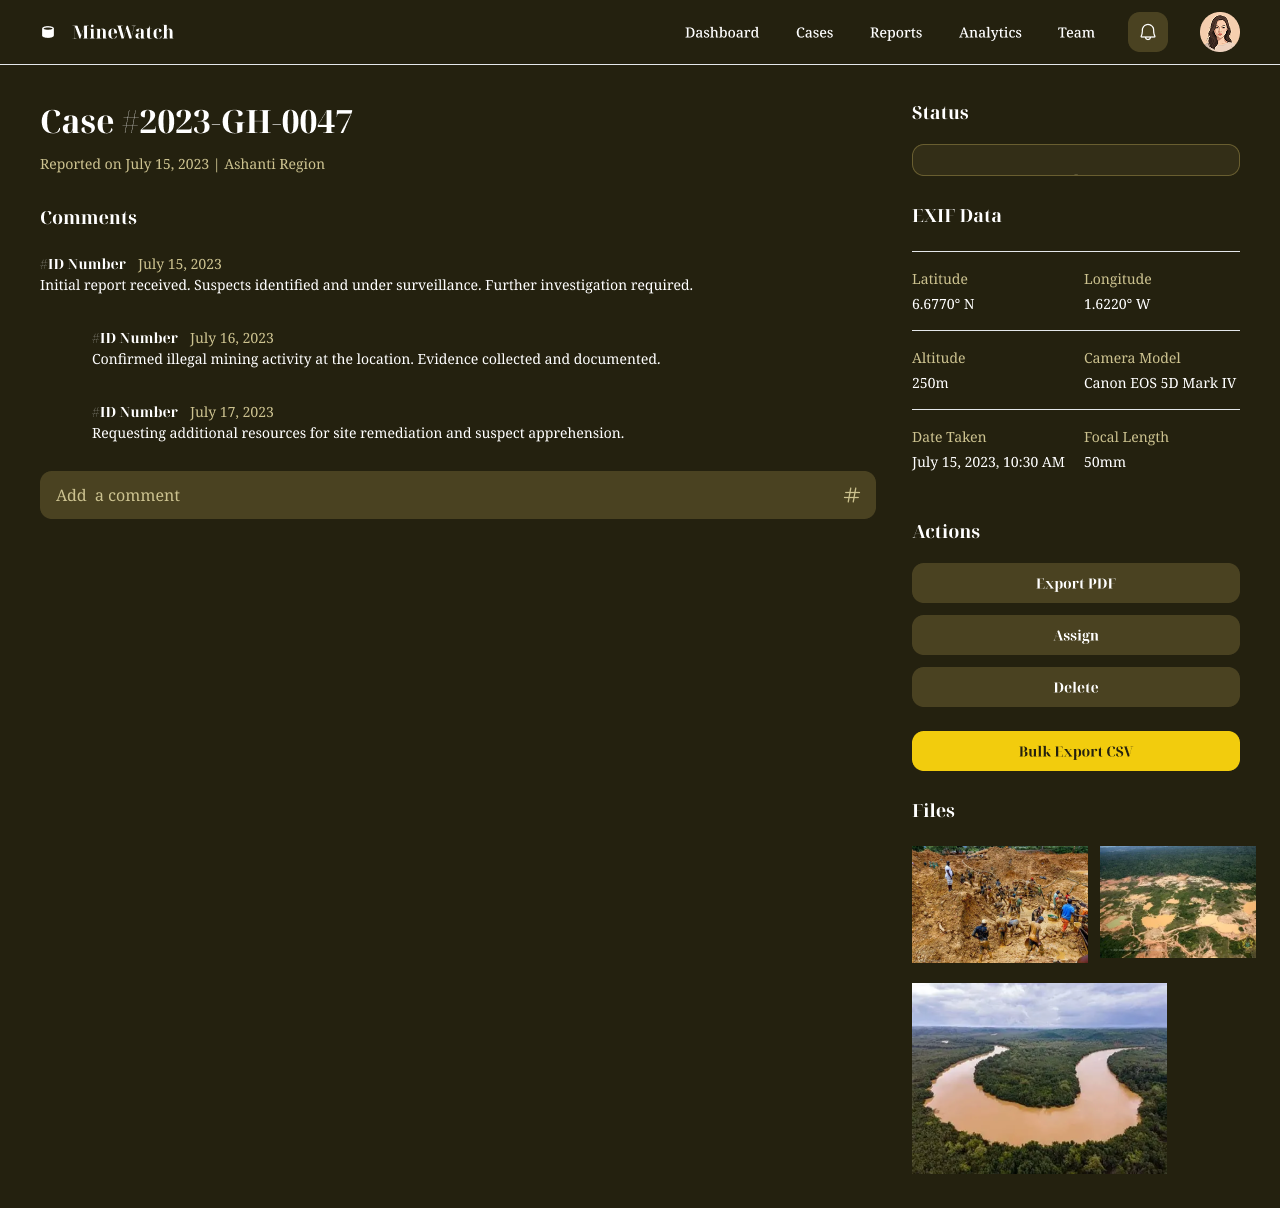 MineWatch
Dashboard
Cases
Reports
Analytics
Team
Case #2023-GH-0047
Reported on July 15, 2023 | Ashanti Region
Comments
#ID Number July 15, 2023
Initial report received. Suspects identified and under surveillance. Further investigation required.
#ID Number July 16, 2023
Confirmed illegal mining activity at the location. Evidence collected and documented.
#ID Number July 17, 2023
Requesting additional resources for site remediation and suspect apprehension.
Add  a comment #
Status
EXIF Data
Latitude
6.6770° N
Longitude
1.6220° W
Altitude
250m
Camera Model
Canon EOS 5D Mark IV
Date Taken
July 15, 2023, 10:30 AM
Focal Length
50mm
Actions
Export PDF
Assign
Delete
Bulk Export CSV
Files